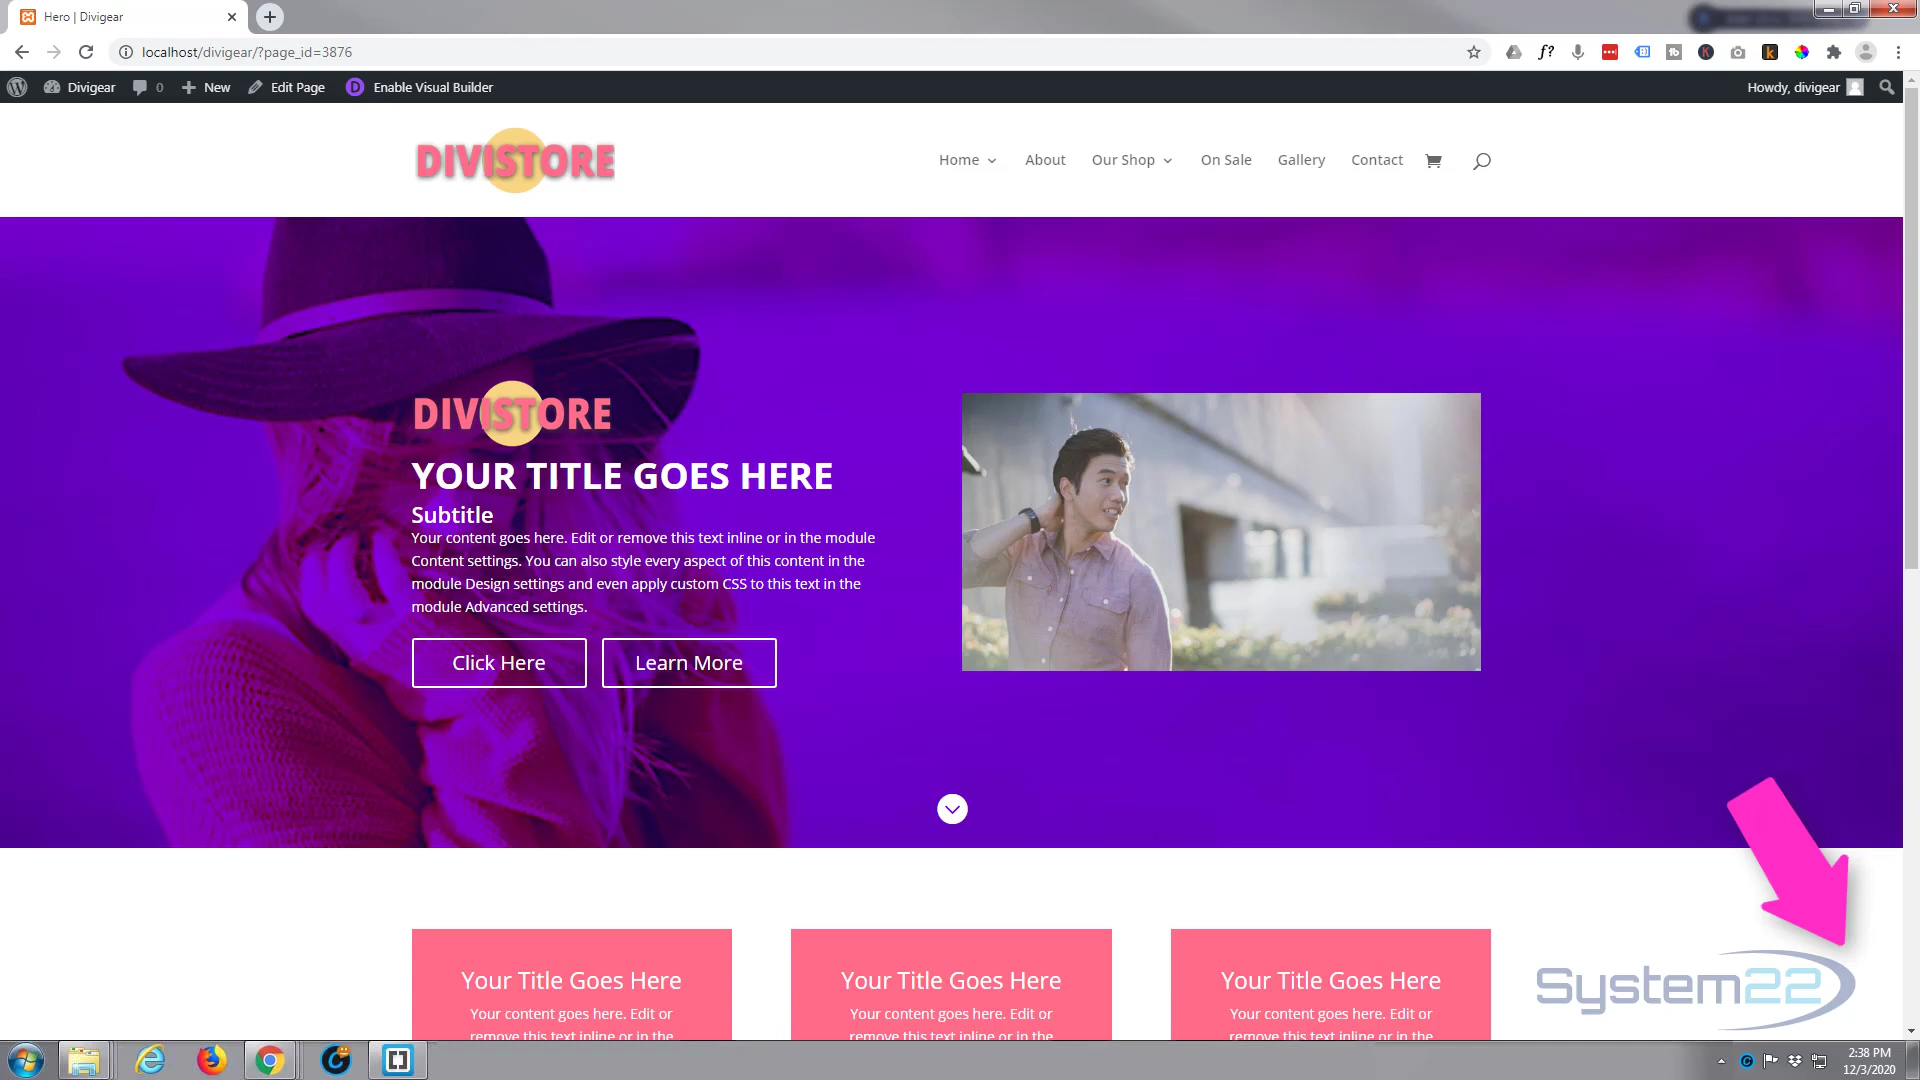 Hero | Divigear
localhost/divigear/?page_id=3876
Divigear 0 New Edit Page Enable Visual Builder Howdy, divigear
DIVISTORE
Home About Our Shop On Sale Gallery Contact
DIVISTORE
YOUR TITLE GOES HERE
Subtitle
Your content goes here. Edit or remove this text inline or in the module
Content settings. You can also style every aspect of this content in the
module Design settings and even apply custom CSS to this text in the
module Advanced settings.
Click Here Learn More
Your Title Goes Here
Your content goes here. Edit or
remove this text inline or in the
Your Title Goes Here
Your content goes here. Edit or
remove this text inline or in the
Your Title Goes Here
Your content goes here. Edit or
remove this text inline or in the
System22
2:38 PM
12/3/2020